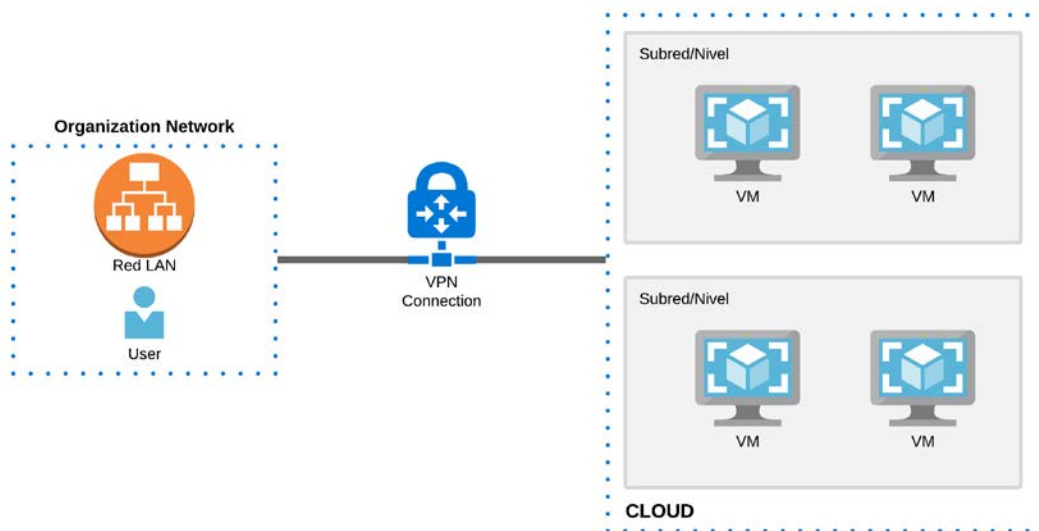 Organization Network
Red LAN
User
VPN
Connection
Subred/Nivel
VM
VM
Subred/Nivel
VM
VM
CLOUD